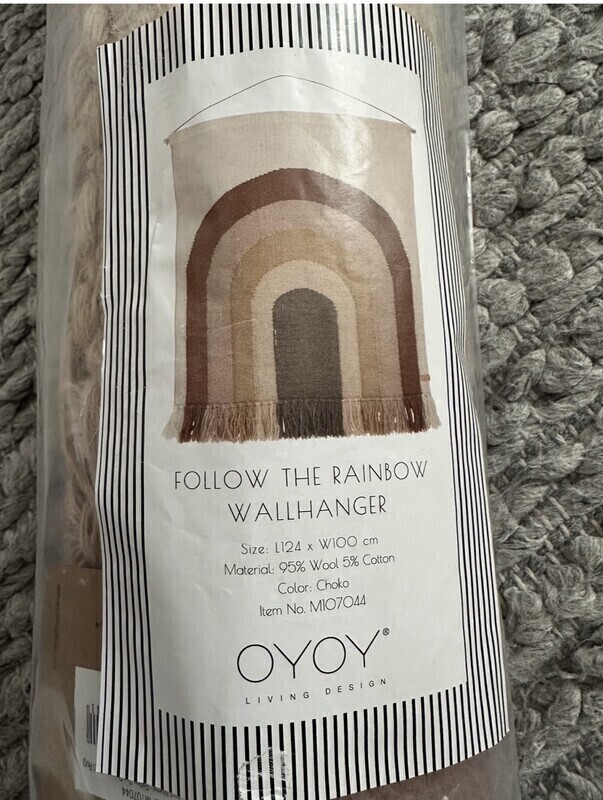 FOLLOW THE RAINBOW
WALLHANGER
Size: L124 x W100 cm
Material: 95% Wool 5% Cotton
Color: Choko
Item No. M107044
OYOY®
LIVING DESIGN
M107044